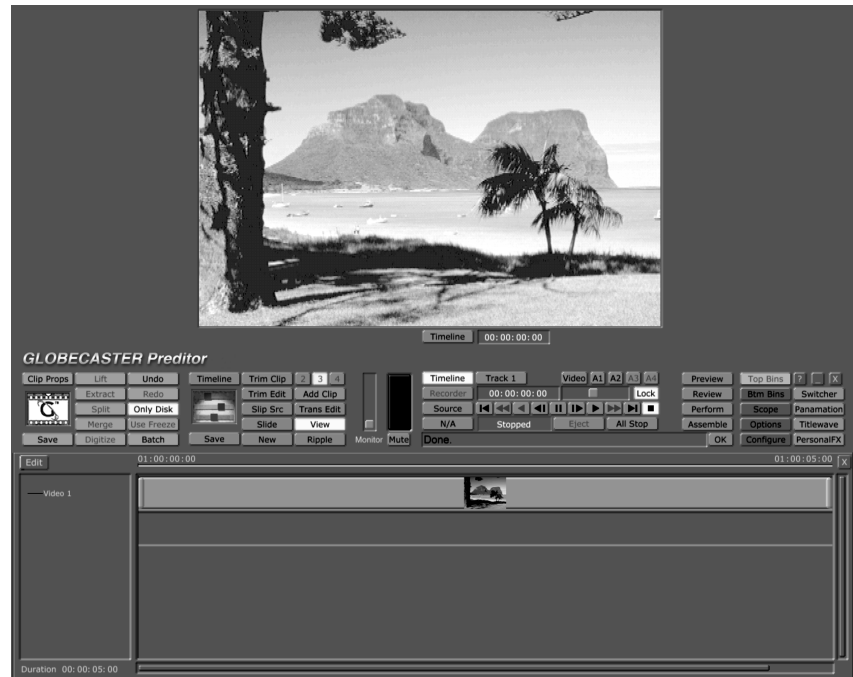 Timeline 00:00:00:00
GLOBECASTER Preditor
Clip Props Lift Undo Timeline Trim Clip 2 3 4 Timeline Track 1 Video A1 A2 A3 A4 Preview Top Bins ? _ X
Extract Redo Trim Edit Add Clip Recorder 00:00:00:00 Lock Review Btm Bins Switcher
Split Only Disk Slip Src Trans Edit Source Perform Scope Panamation
Merge Use Freeze Slide View N/A Stopped Eject All Stop Assemble Options Titlewave
Save Digitize Batch Save New Ripple Monitor Mute Done. OK Configure PersonalFX
Edit 01:00:00:00 01:00:05:00 X
Video 1
Duration 00:00:05:00